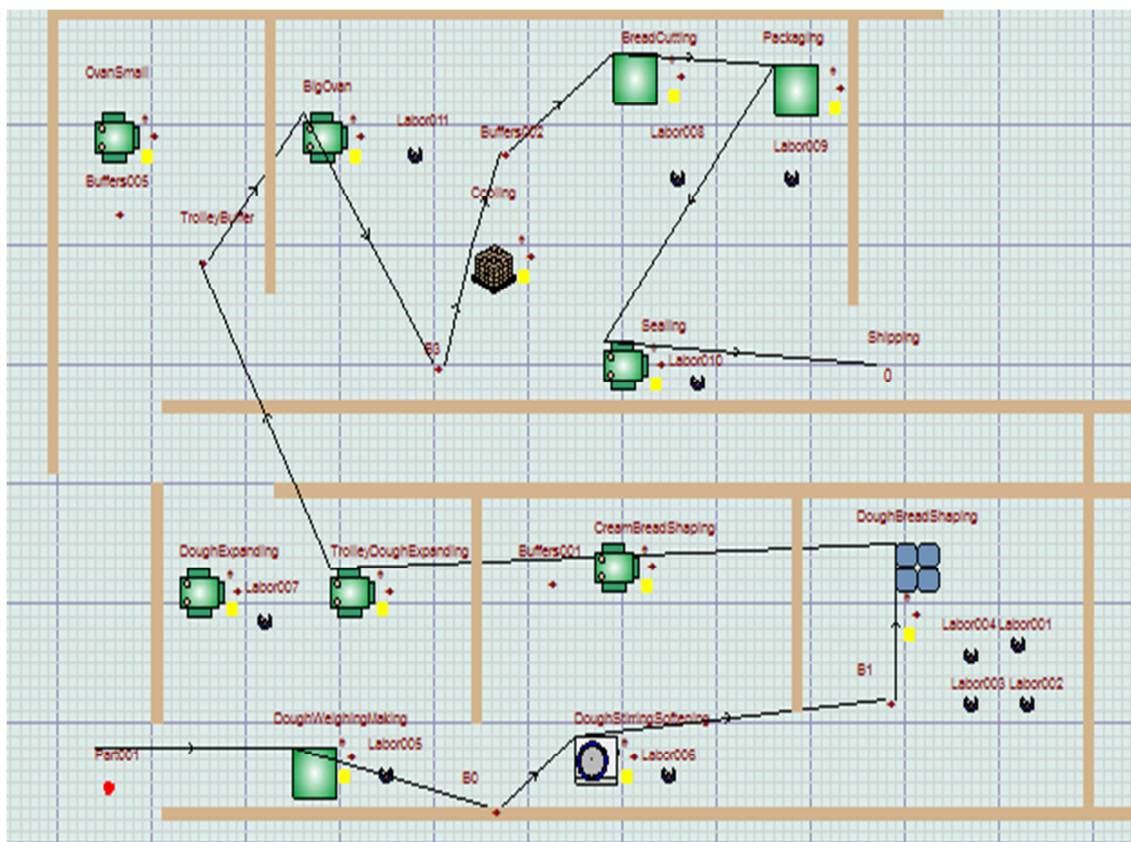 BreadCutting
Packaging
OvanSmall
BigOvan
Labor011
Buffers002
Labor008
Labor009
Buffers005
Cooling
TrolleyBuffer
B3
Sealing
Shipping
Labor010
0
DoughBreadShaping
CreamBreadShaping
DoughExpanding
TrolleyDoughExpanding
Buffers001
Labor007
Labor004 Labor001
B1
Labor003 Labor002
DoughWeighingMaking
DoughStirringSoftening
Part001
Labor005
B0
Labor006